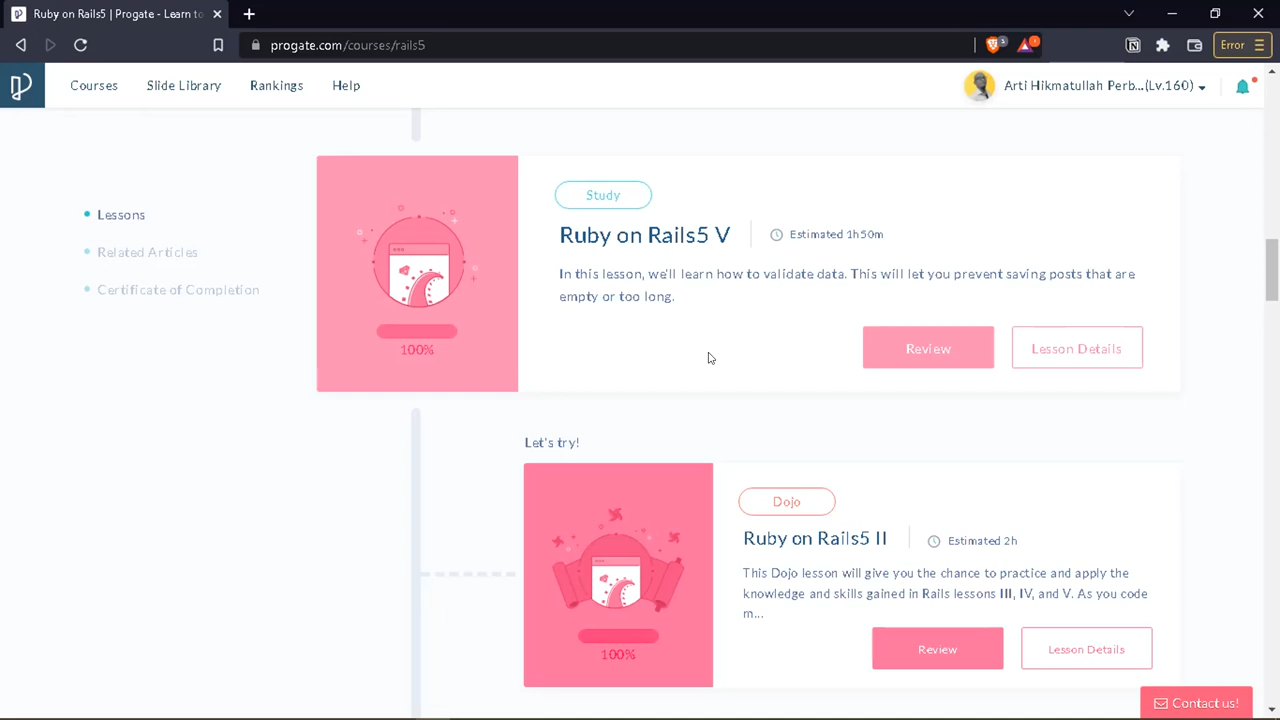 Ruby on Rails5 | Progate - Learn to
progate.com/courses/rails5
Error
Courses
Slide Library
Rankings
Help
Arti Hikmatullah Perb...(Lv.160)
Lessons
Related Articles
Certificate of Completion
100%
Study
Ruby on Rails5 V
Estimated 1h50m
In this lesson, we'll learn how to validate data. This will let you prevent saving posts that are
empty or too long.
Review
Lesson Details
Let's try!
100%
Dojo
Ruby on Rails5 II
Estimated 2h
This Dojo lesson will give you the chance to practice and apply the
knowledge and skills gained in Rails lessons III, IV, and V. As you code
m...
Review
Lesson Details
Contact us!